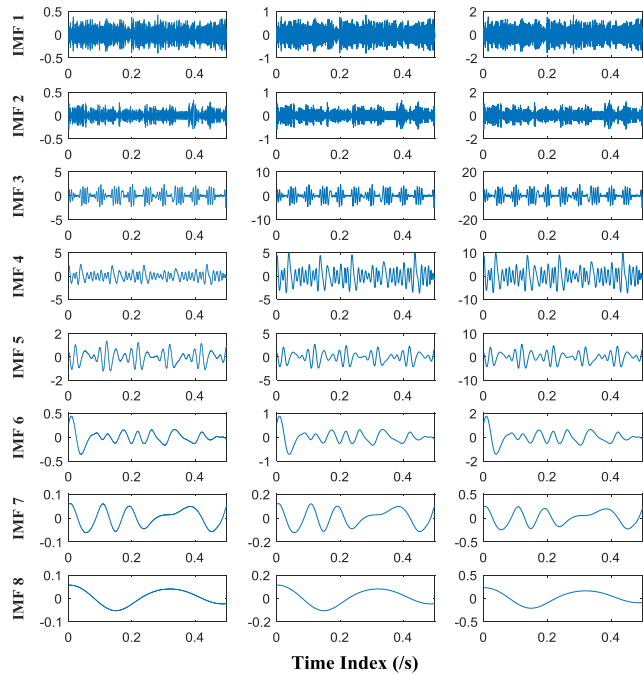 0.5 1 2
IMF 1 0 0 0
-0.5 -1 -2
0 0.2 0.4 0 0.2 0.4 0 0.2 0.4
0.5 1 2
IMF 2 0 0 0
-0.5 -1 -2
0 0.2 0.4 0 0.2 0.4 0 0.2 0.4
5 10 20
IMF 3 0 0 0
-5 -10 -20
0 0.2 0.4 0 0.2 0.4 0 0.2 0.4
5 5 10
IMF 4 0 0 0
-5 -5 -10
0 0.2 0.4 0 0.2 0.4 0 0.2 0.4
2 5 10
IMF 5 0 0 0
-2 -5 -10
0 0.2 0.4 0 0.2 0.4 0 0.2 0.4
0.5 1 2
IMF 6 0 0 0
-0.5 -1 -2
0 0.2 0.4 0 0.2 0.4 0 0.2 0.4
0.1 0.2 0.5
IMF 7 0 0 0
-0.1 -0.2 -0.5
0 0.2 0.4 0 0.2 0.4 0 0.2 0.4
0.1 0.2 0.5
IMF 8 0 0 0
-0.1 -0.2 -0.5
0 0.2 0.4 0 0.2 0.4 0 0.2 0.4
Time Index (/s)